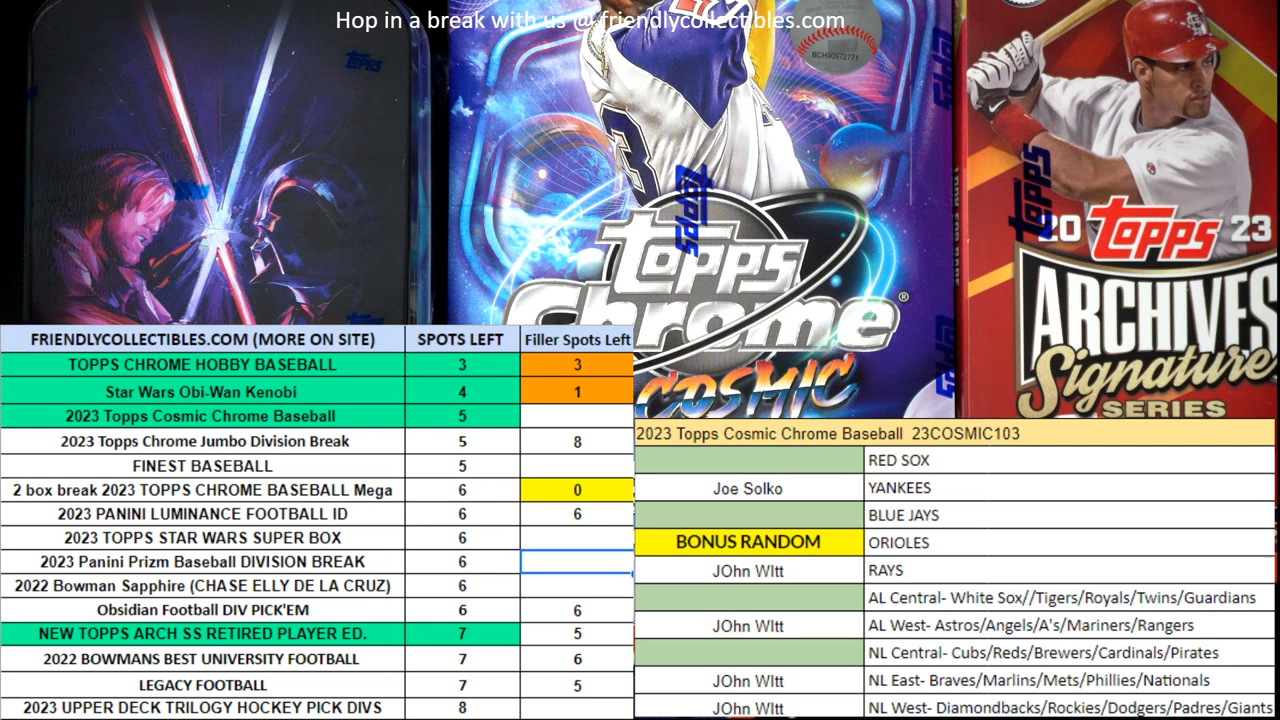 Hop in a break with us @ friendlycollectibles.com
topps
BCH00972771
topps
topps
3
topps
Chrome®
COSMIC
topps
topps
20 topps 23
ARCHIVES
Signature
SERIES
FRIENDLYCOLLECTIBLES.COM (MORE ON SITE) SPOTS LEFT Filler Spots Left
TOPPS CHROME HOBBY BASEBALL 3 3
Star Wars Obi-Wan Kenobi 4 1
2023 Topps Cosmic Chrome Baseball 5
2023 Topps Chrome Jumbo Division Break 5 8
FINEST BASEBALL 5
2 box break 2023 TOPPS CHROME BASEBALL Mega 6 0
2023 PANINI LUMINANCE FOOTBALL ID 6 6
2023 TOPPS STAR WARS SUPER BOX 6
2023 Panini Prizm Baseball DIVISION BREAK 6
2022 Bowman Sapphire (CHASE ELLY DE LA CRUZ) 6
Obsidian Football DIV PICK'EM 6 6
NEW TOPPS ARCH SS RETIRED PLAYER ED. 7 5
2022 BOWMANS BEST UNIVERSITY FOOTBALL 7 6
LEGACY FOOTBALL 7 5
2023 UPPER DECK TRILOGY HOCKEY PICK DIVS 8
2023 Topps Cosmic Chrome Baseball 23COSMIC103
RED SOX
Joe Solko YANKEES
BLUE JAYS
BONUS RANDOM ORIOLES
JOhn WItt RAYS
AL Central- White Sox//Tigers/Royals/Twins/Guardians
JOhn WItt AL West- Astros/Angels/A's/Mariners/Rangers
NL Central- Cubs/Reds/Brewers/Cardinals/Pirates
JOhn WItt NL East- Braves/Marlins/Mets/Phillies/Nationals
JOhn WItt NL West- Diamondbacks/Rockies/Dodgers/Padres/Giants